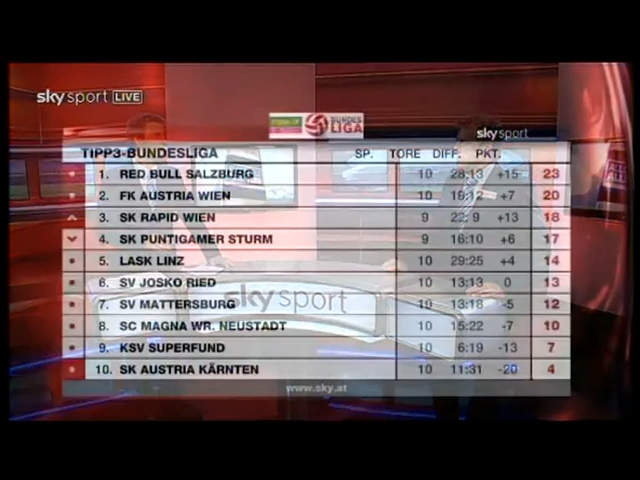 sky sport LIVE
BUNDES
LIGA
sky sport
TIPP3-BUNDESLIGA SP. TORE DIFF. PKT.
1. RED BULL SALZBURG 10 28:13 +15 23
2. FK AUSTRIA WIEN 10 19:12 +7 20
3. SK RAPID WIEN 9 22:9 +13 18
4. SK PUNTIGAMER STURM 9 16:10 +6 17
5. LASK LINZ 10 29:25 +4 14
6. SV JOSKO RIED 10 13:13 0 13
sky sport
7. SV MATTERSBURG 10 13:18 -5 12
8. SC MAGNA WR. NEUSTADT 10 15:22 -7 10
9. KSV SUPERFUND 10 6:19 -13 7
10. SK AUSTRIA KÄRNTEN 10 11:31 -20 4
www.sky.at